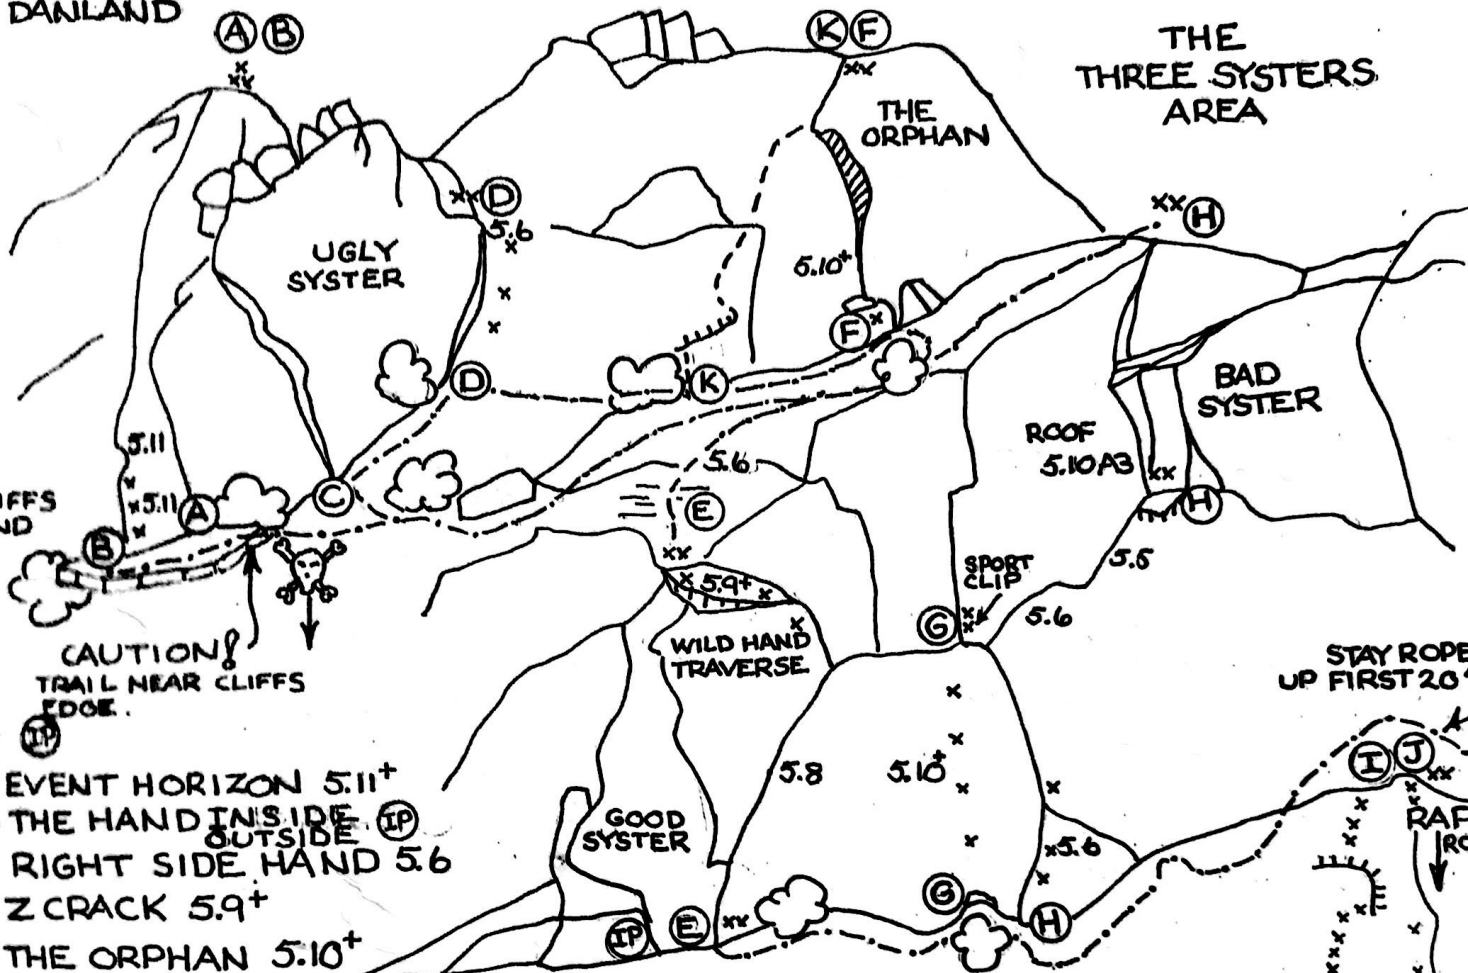 DANLAND
A B
K F
THE
THREE SYSTERS
AREA
THE
ORPHAN
D
5.6
H
UGLY
SYSTER
5.10+
F
D
K
BAD
SYSTER
ROOF
5.10A3
5.11
5.11
A
C
5.6
E
H
IFFS
ND
B
5.9+
SPORT
CLIP
5.5
G
5.6
WILD HAND
TRAVERSE
CAUTION!
TRAIL NEAR CLIFFS
EDGE.
IP
STAY ROPE
UP FIRST 20'
I J
5.8
5.10+
EVENT HORIZON 5.11+
THE HAND INSIDE IP
OUTSIDE
RIGHT SIDE HAND 5.6
Z CRACK 5.9+
THE ORPHAN 5.10+
GOOD
SYSTER
5.6
RAP
RO
G
H
IP E